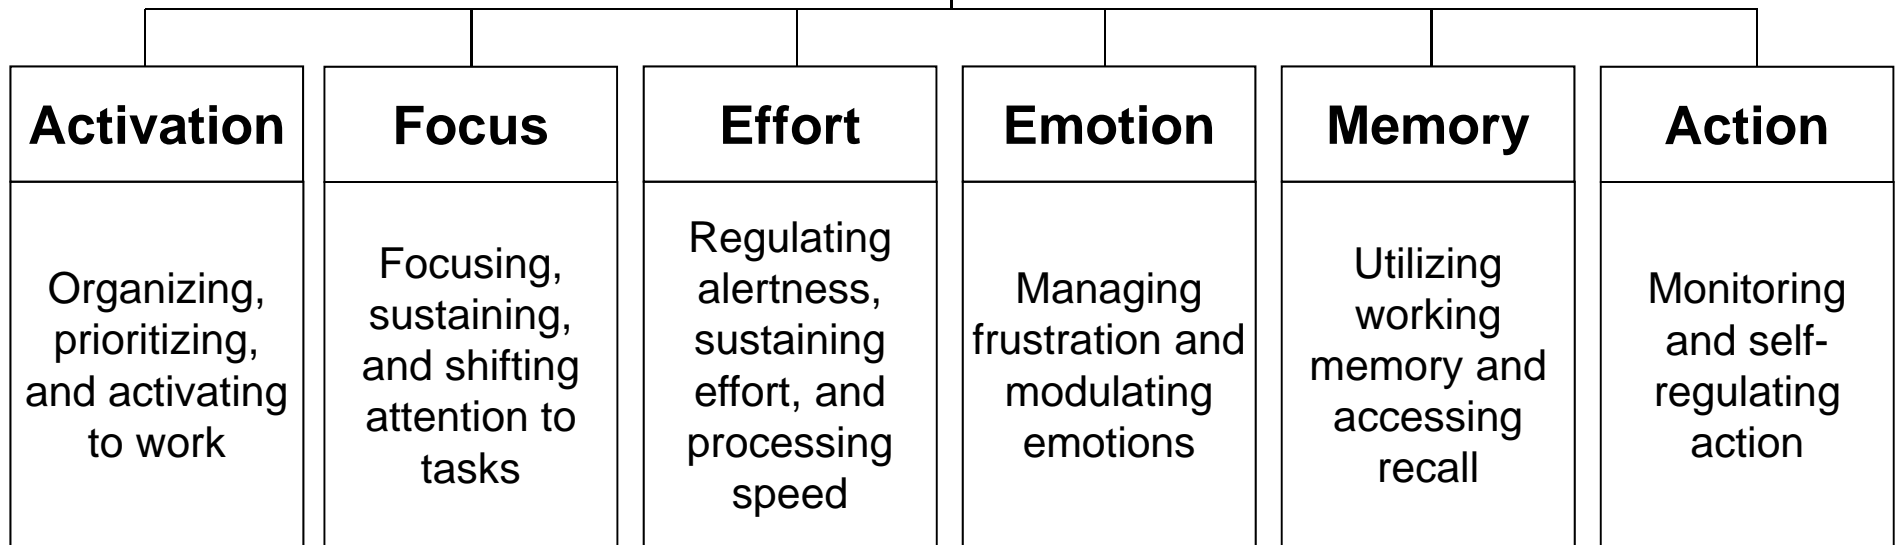 Activation
Organizing,
prioritizing,
and activating
to work
Focus
Focusing,
sustaining,
and shifting
attention to
tasks
Effort
Regulating
alertness,
sustaining
effort, and
processing
speed
Emotion
Managing
frustration and
modulating
emotions
Memory
Utilizing
working
memory and
accessing
recall
Action
Monitoring
and self-
regulating
action